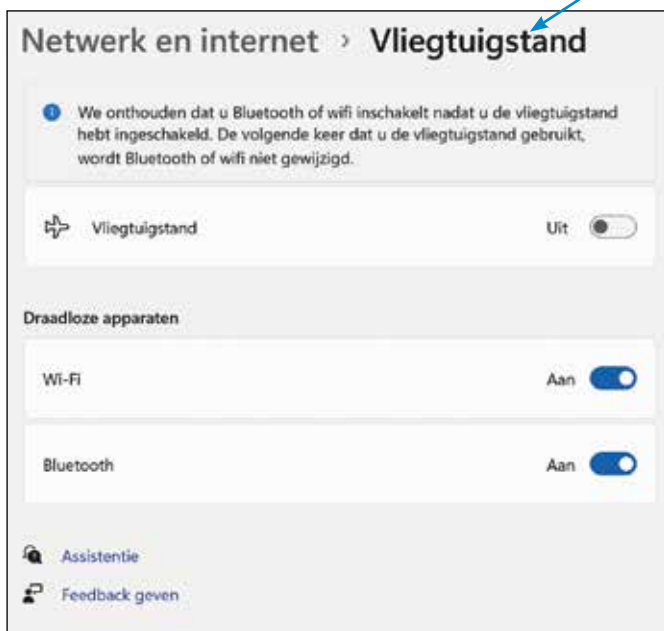 Netwerk en internet › Vliegtuigstand
We onthouden dat u Bluetooth of wifi inschakelt nadat u de vliegtuigstand
hebt ingeschakeld. De volgende keer dat u de vliegtuigstand gebruikt,
wordt Bluetooth of wifi niet gewijzigd.
Vliegtuigstand Uit
Draadloze apparaten
Wi-Fi Aan
Bluetooth Aan
Assistentie
Feedback geven